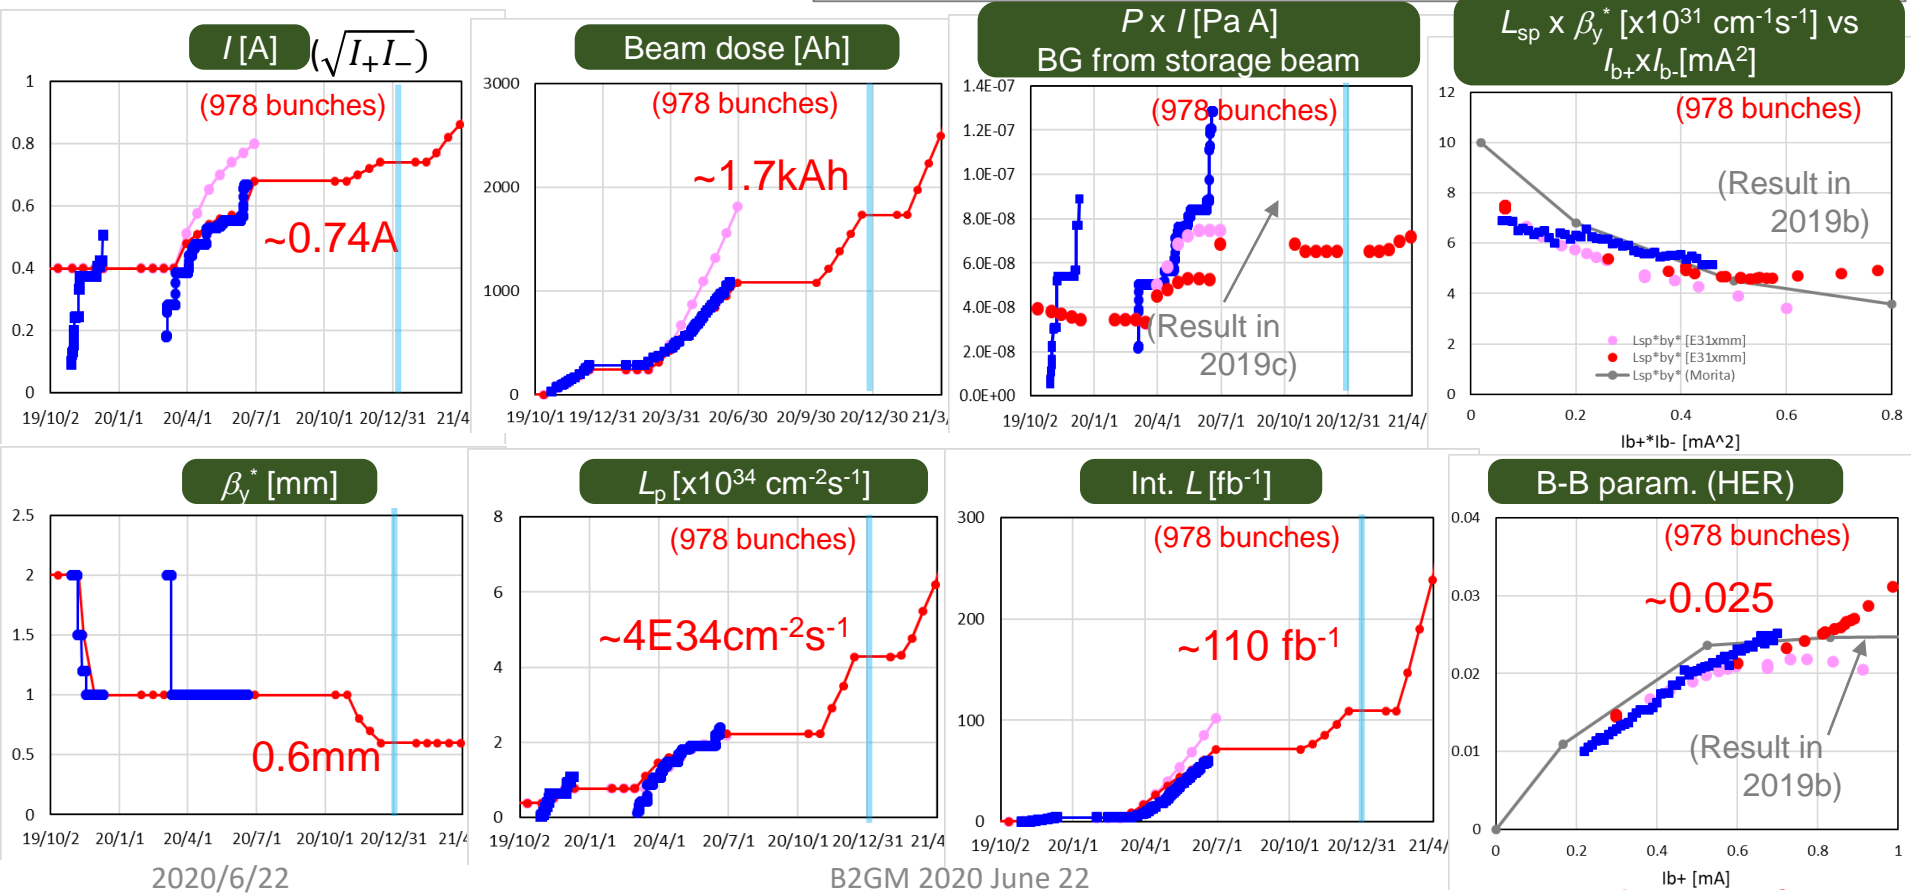 I [A] (√I₊I₋)
(978 bunches)
~0.74A
1
0.8
0.6
0.4
0.2
0
19/10/2 20/1/1 20/4/1 20/7/1 20/10/1 20/12/31 21/4
Beam dose [Ah]
(978 bunches)
~1.7kAh
3000
2000
1000
0
19/10/1 19/12/31 20/3/31 20/6/30 20/9/30 20/12/30 21/3/
P x I [Pa A]
BG from storage beam
(978 bunches)
(Result in
2019c)
1.4E-07
1.2E-07
1.0E-07
8.0E-08
6.0E-08
4.0E-08
2.0E-08
0.0E+00
19/10/2 20/1/1 20/4/1 20/7/1 20/10/1 20/12/31 21/4/
Lsp x βy* [x10³¹ cm⁻¹s⁻¹] vs
Ib+xIb-[mA²]
(978 bunches)
(Result in
2019b)
12
10
8
6
4
2
0
Lsp*by* [E31xmm]
Lsp*by* [E31xmm]
Lsp*by* (Morita)
0 0.2 0.4 0.6 0.8
Ib+*Ib- [mA^2]
βy* [mm]
0.6mm
2.5
2
1.5
1
0.5
0
19/10/2 20/1/1 20/4/1 20/7/1 20/10/1 20/12/31 21/4
Lp [x10³⁴ cm⁻²s⁻¹]
(978 bunches)
~4E34cm⁻²s⁻¹
8
6
4
2
0
19/10/2 20/1/1 20/4/1 20/7/1 20/10/1 20/12/31 21/4
Int. L [fb⁻¹]
(978 bunches)
~110 fb⁻¹
300
200
100
0
19/10/2 20/1/1 20/4/1 20/7/1 20/10/1 20/12/31 21/4/
B-B param. (HER)
(978 bunches)
~0.025
(Result in
2019b)
0.04
0.03
0.02
0.01
0
0 0.2 0.4 0.6 0.8 1
Ib+ [mA]
2020/6/22
B2GM 2020 June 22